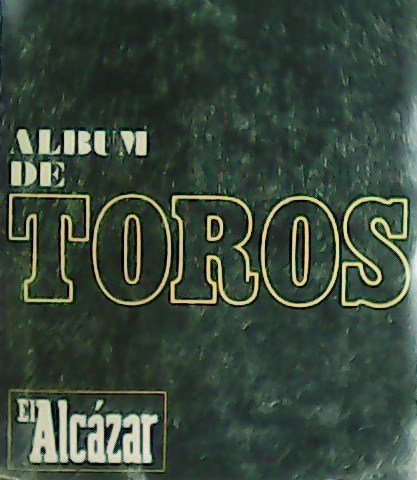 ALBUM
DE
TOROS
El Alcázar